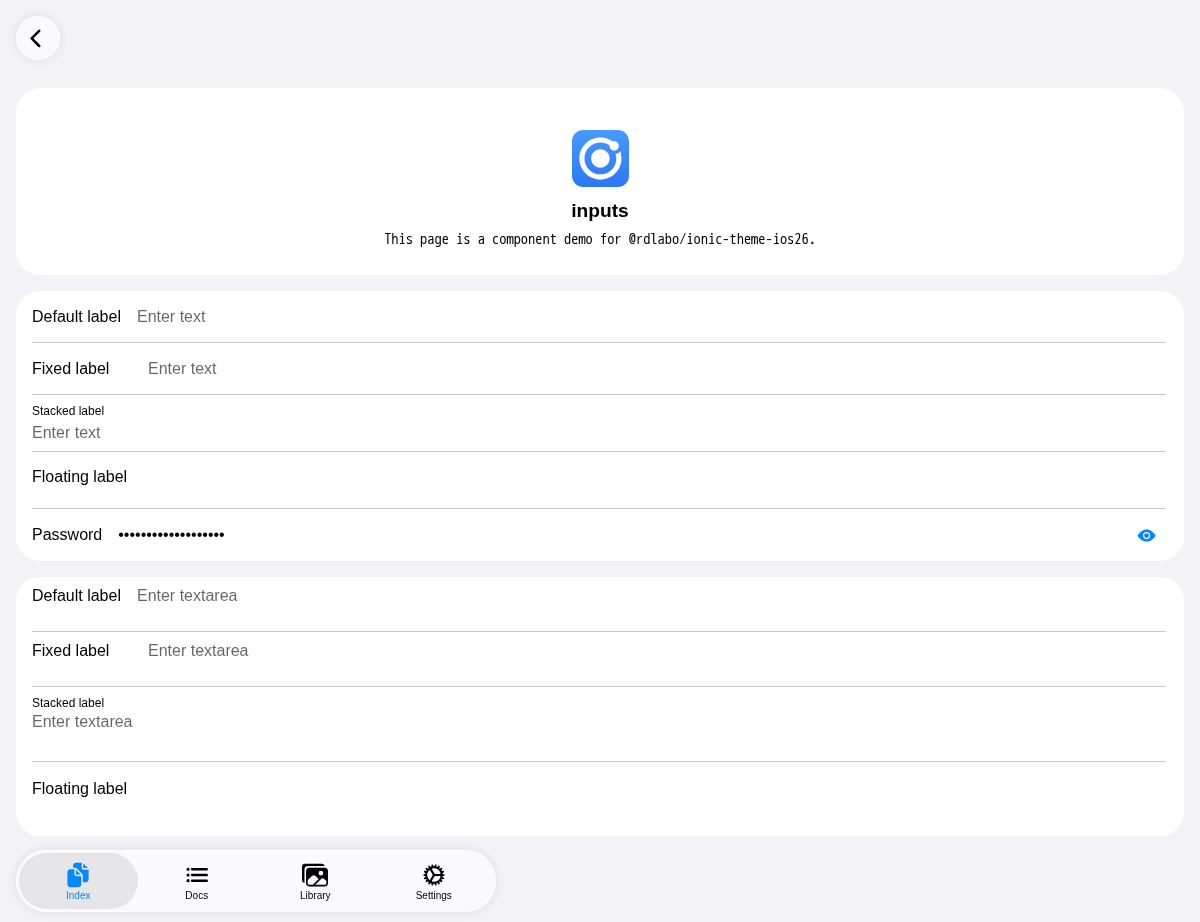 inputs
This page is a component demo for @rdlabo/ionic-theme-ios26.
Default label Enter text
Fixed label Enter text
Stacked label
Enter text
Floating label
Password •••••••••••••••••••
Default label Enter textarea
Fixed label Enter textarea
Stacked label
Enter textarea
Floating label
Index Docs Library Settings